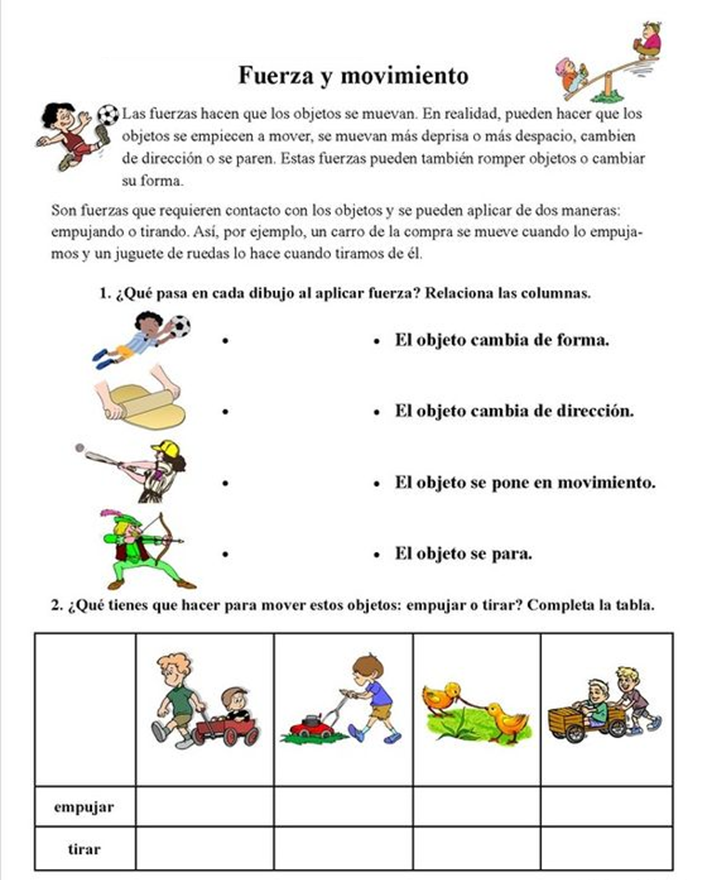 Fuerza y movimiento
Las fuerzas hacen que los objetos se muevan. En realidad, pueden hacer que los
objetos se empiecen a mover, se muevan más deprisa o más despacio, cambien
de dirección o se paren. Estas fuerzas pueden también romper objetos o cambiar
su forma.
Son fuerzas que requieren contacto con los objetos y se pueden aplicar de dos maneras:
empujando o tirando. Así, por ejemplo, un carro de la compra se mueve cuando lo empuja-
mos y un juguete de ruedas lo hace cuando tiramos de él.
1. ¿Qué pasa en cada dibujo al aplicar fuerza? Relaciona las columnas.
• • El objeto cambia de forma.
• • El objeto cambia de dirección.
• • El objeto se pone en movimiento.
• • El objeto se para.
2. ¿Qué tienes que hacer para mover estos objetos: empujar o tirar? Completa la tabla.
empujar
tirar